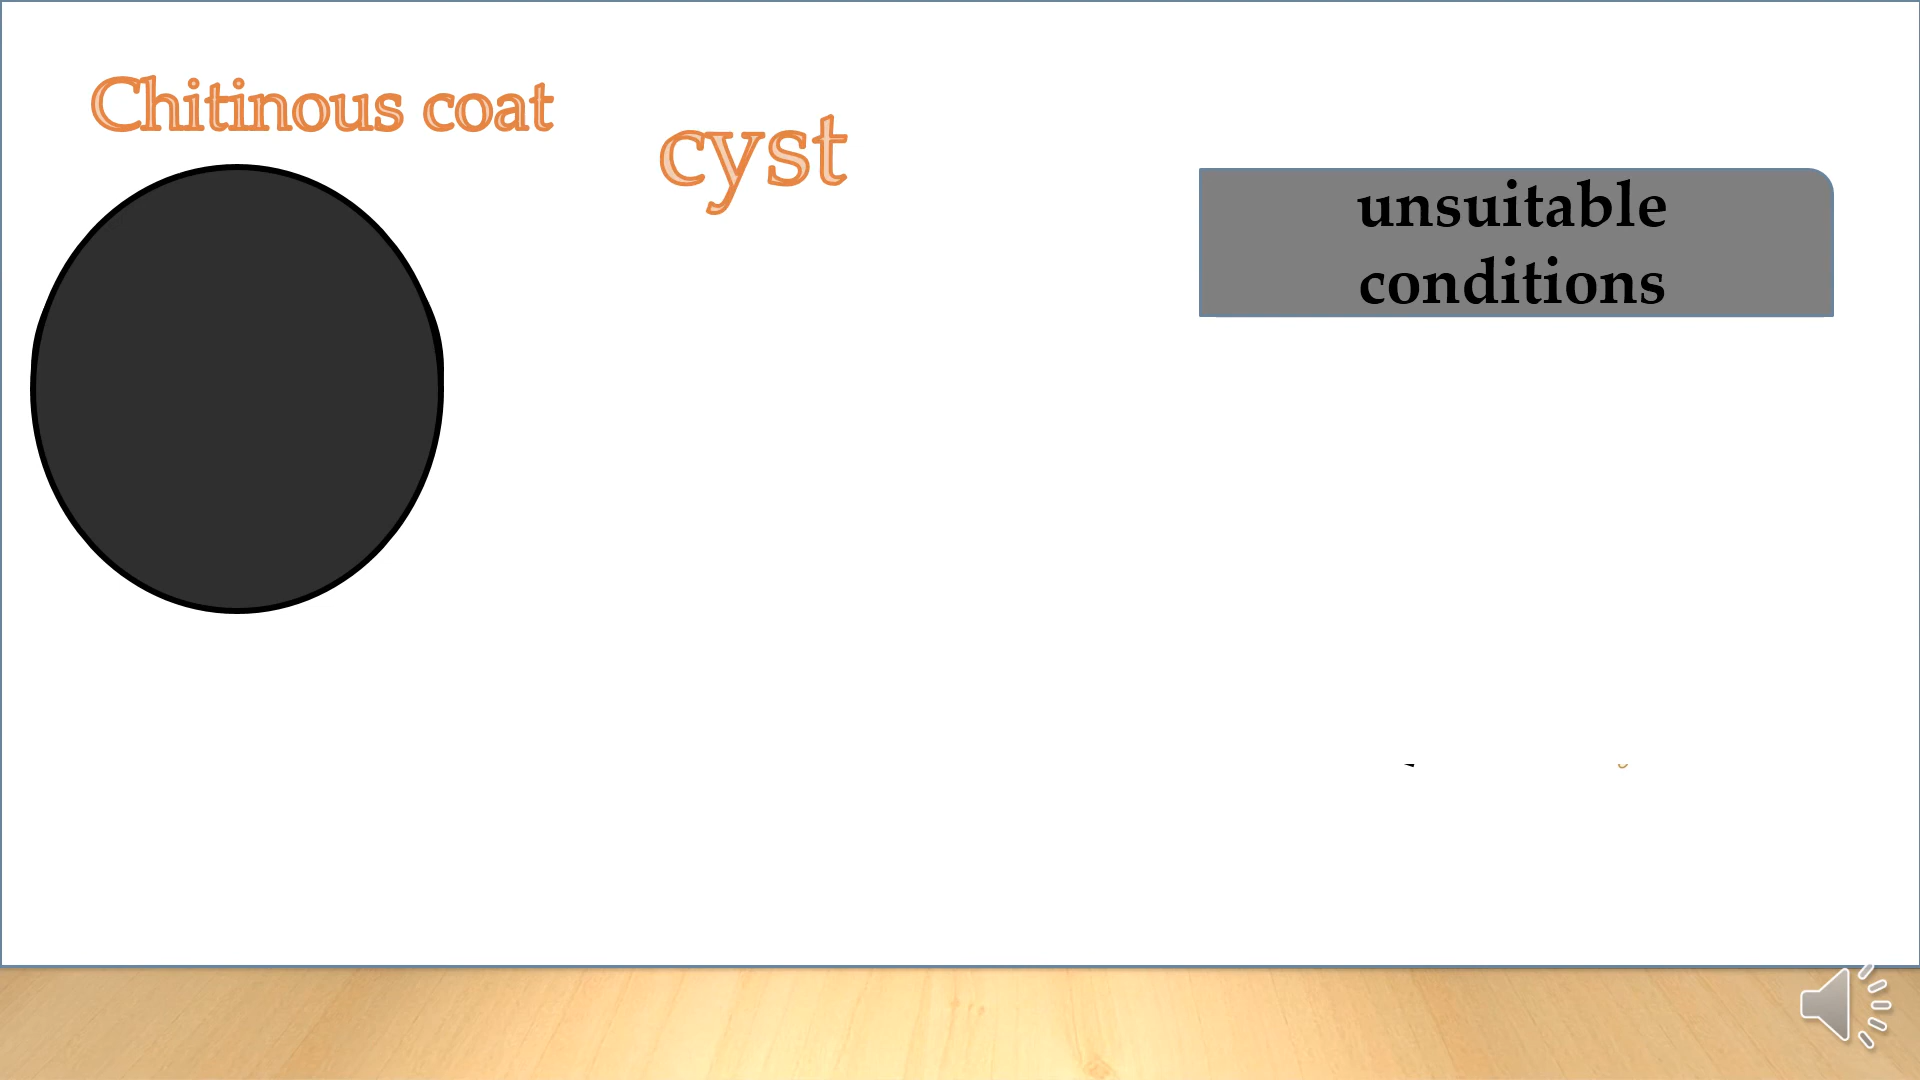 Chitinous coat
cyst
unsuitable
conditions